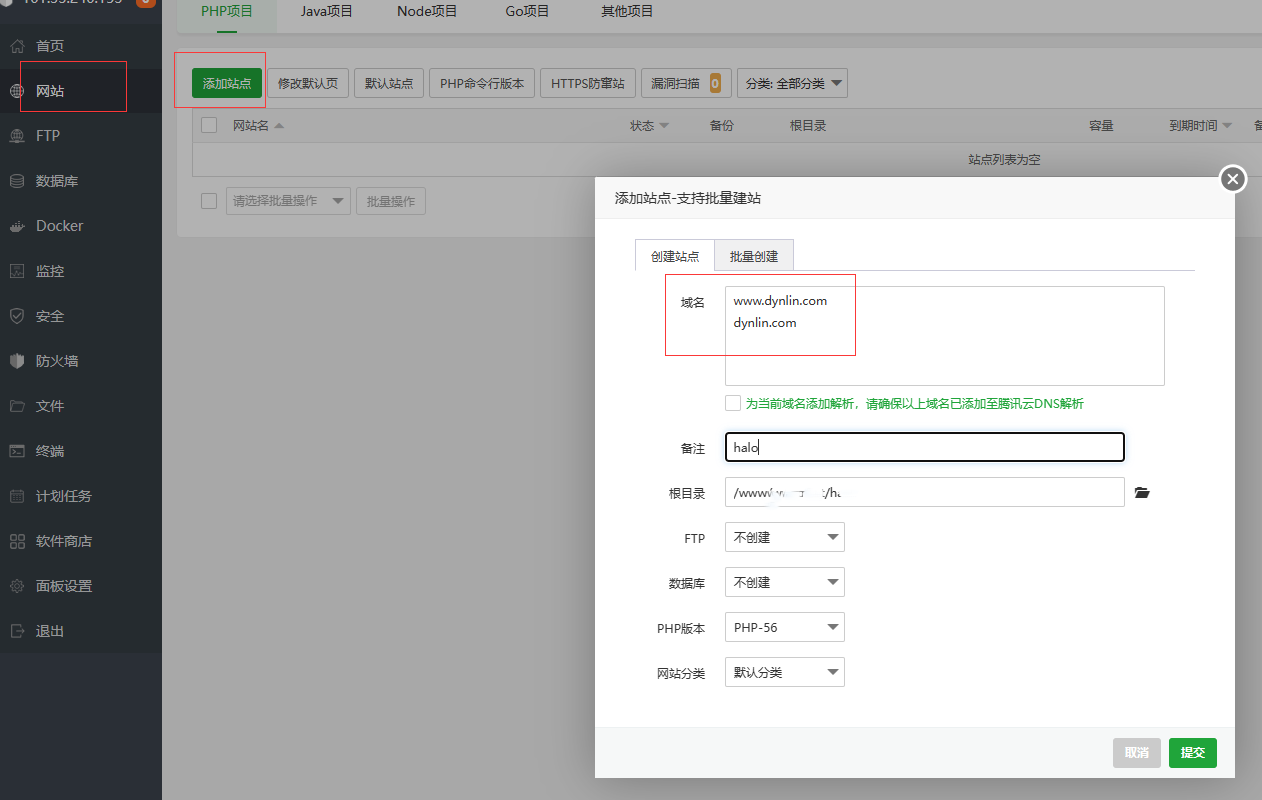 PHP项目 Java项目 Node项目 Go项目 其他项目
首页
网站
FTP
数据库
Docker
监控
安全
防火墙
文件
终端
计划任务
软件商店
面板设置
退出
添加站点 修改默认页 默认站点 PHP命令行版本 HTTPS防窜站 漏洞扫描 0 分类: 全部分类
网站名 状态 备份 根目录 容量 到期时间
站点列表为空
请选择批量操作 批量操作
添加站点-支持批量建站
创建站点 批量创建
域名
www.dynlin.com
dynlin.com
为当前域名添加解析，请确保以上域名已添加至腾讯云DNS解析
备注 halo
根目录 /www/
FTP 不创建
数据库 不创建
PHP版本 PHP-56
网站分类 默认分类
取消 提交